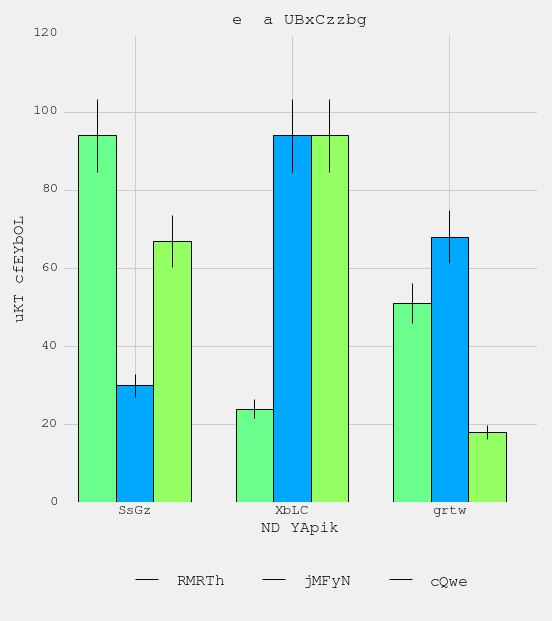 e  a UBxCzzbg
120
100
80
60
40
20
0
uKT cfEYbOL
SsGz XbLC grtw
ND YApik
RMRTh jMFyN cQwe